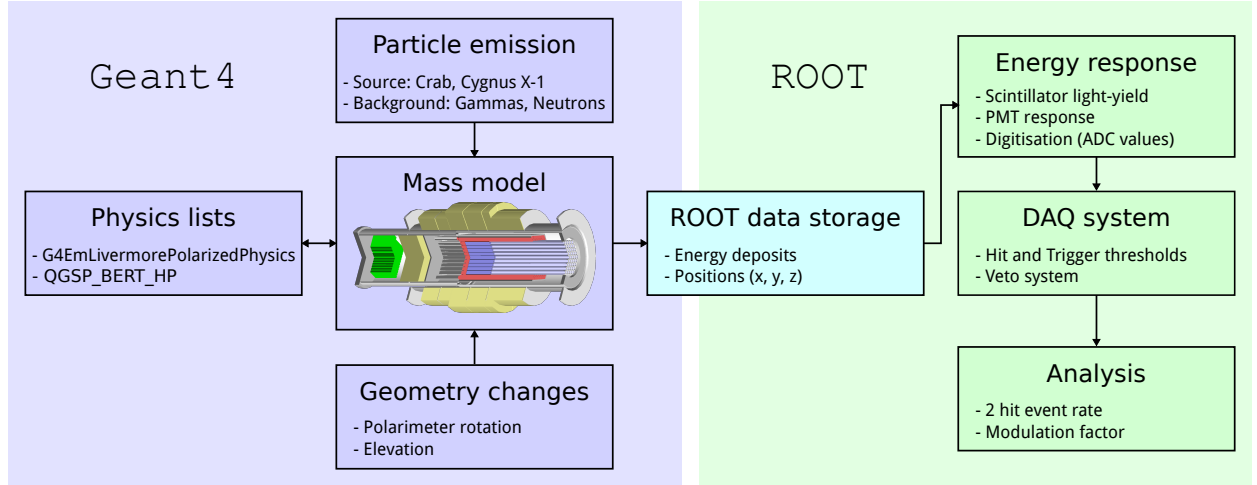 Geant4
Particle emission
- Source: Crab, Cygnus X-1
- Background: Gammas, Neutrons
Physics lists
- G4EmLivermorePolarizedPhysics
- QGSP_BERT_HP
Mass model
Geometry changes
- Polarimeter rotation
- Elevation
ROOT data storage
- Energy deposits
- Positions (x, y, z)
ROOT
Energy response
- Scintillator light-yield
- PMT response
- Digitisation (ADC values)
DAQ system
- Hit and Trigger thresholds
- Veto system
Analysis
- 2 hit event rate
- Modulation factor